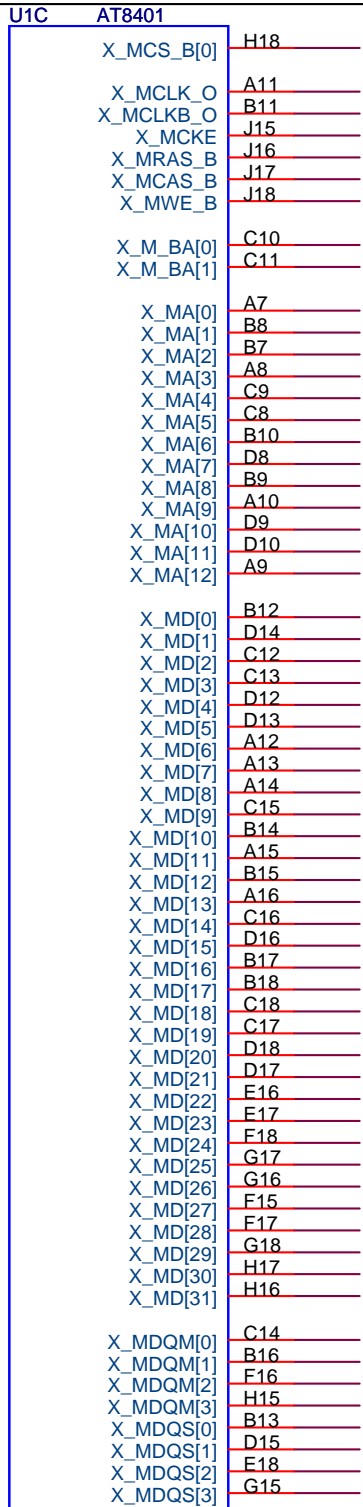 U1C AT8401
X_MCS_B[0] H18
X_MCLK_O A11
X_MCLKB_O B11
X_MCKE J15
X_MRAS_B J16
X_MCAS_B J17
X_MWE_B J18
X_M_BA[0] C10
X_M_BA[1] C11
X_MA[0] A7
X_MA[1] B8
X_MA[2] B7
X_MA[3] A8
X_MA[4] C9
X_MA[5] C8
X_MA[6] B10
X_MA[7] D8
X_MA[8] B9
X_MA[9] A10
X_MA[10] D9
X_MA[11] D10
X_MA[12] A9
X_MD[0] B12
X_MD[1] D14
X_MD[2] C12
X_MD[3] C13
X_MD[4] D12
X_MD[5] D13
X_MD[6] A12
X_MD[7] A13
X_MD[8] A14
X_MD[9] C15
X_MD[10] B14
X_MD[11] A15
X_MD[12] B15
X_MD[13] A16
X_MD[14] C16
X_MD[15] D16
X_MD[16] B17
X_MD[17] B18
X_MD[18] C18
X_MD[19] C17
X_MD[20] D18
X_MD[21] D17
X_MD[22] E16
X_MD[23] E17
X_MD[24] F18
X_MD[25] G17
X_MD[26] G16
X_MD[27] F15
X_MD[28] F17
X_MD[29] G18
X_MD[30] H17
X_MD[31] H16
X_MDQM[0] C14
X_MDQM[1] B16
X_MDQM[2] F16
X_MDQM[3] H15
X_MDQS[0] B13
X_MDQS[1] D15
X_MDQS[2] E18
X_MDQS[3] G15